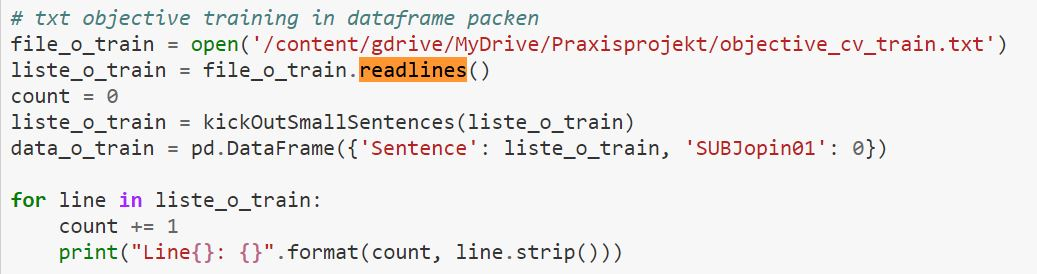 # txt objective training in dataframe packen
file_o_train = open('/content/gdrive/MyDrive/Praxisprojekt/objective_cv_train.txt')
liste_o_train = file_o_train.readlines()
count = 0
liste_o_train = kickOutSmallSentences(liste_o_train)
data_o_train = pd.DataFrame({'Sentence': liste_o_train, 'SUBJopin01': 0})

for line in liste_o_train:
    count += 1
    print("Line{}: {}".format(count, line.strip()))